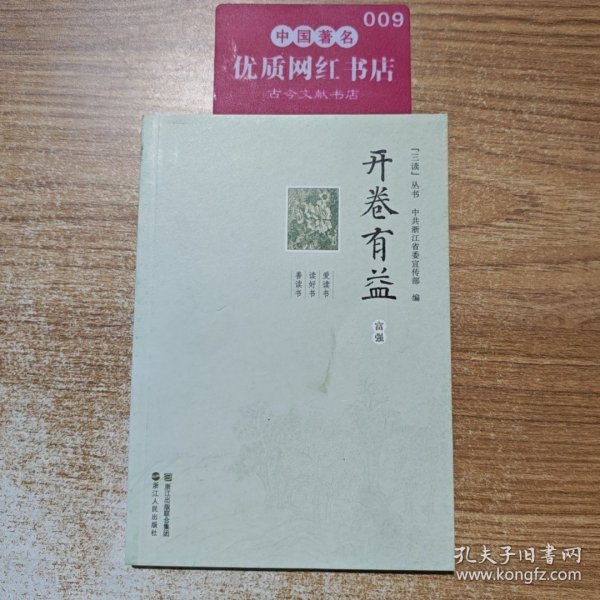 009
中国著名
优质网红书店
古今文献书店
「三读」丛书 中共浙江省委宣传部 编
开卷有益
富强
爱读书
读好书
善读书
浙江出版联合集团
浙江人民出版社
孔夫子旧书网
www.kongfz.com